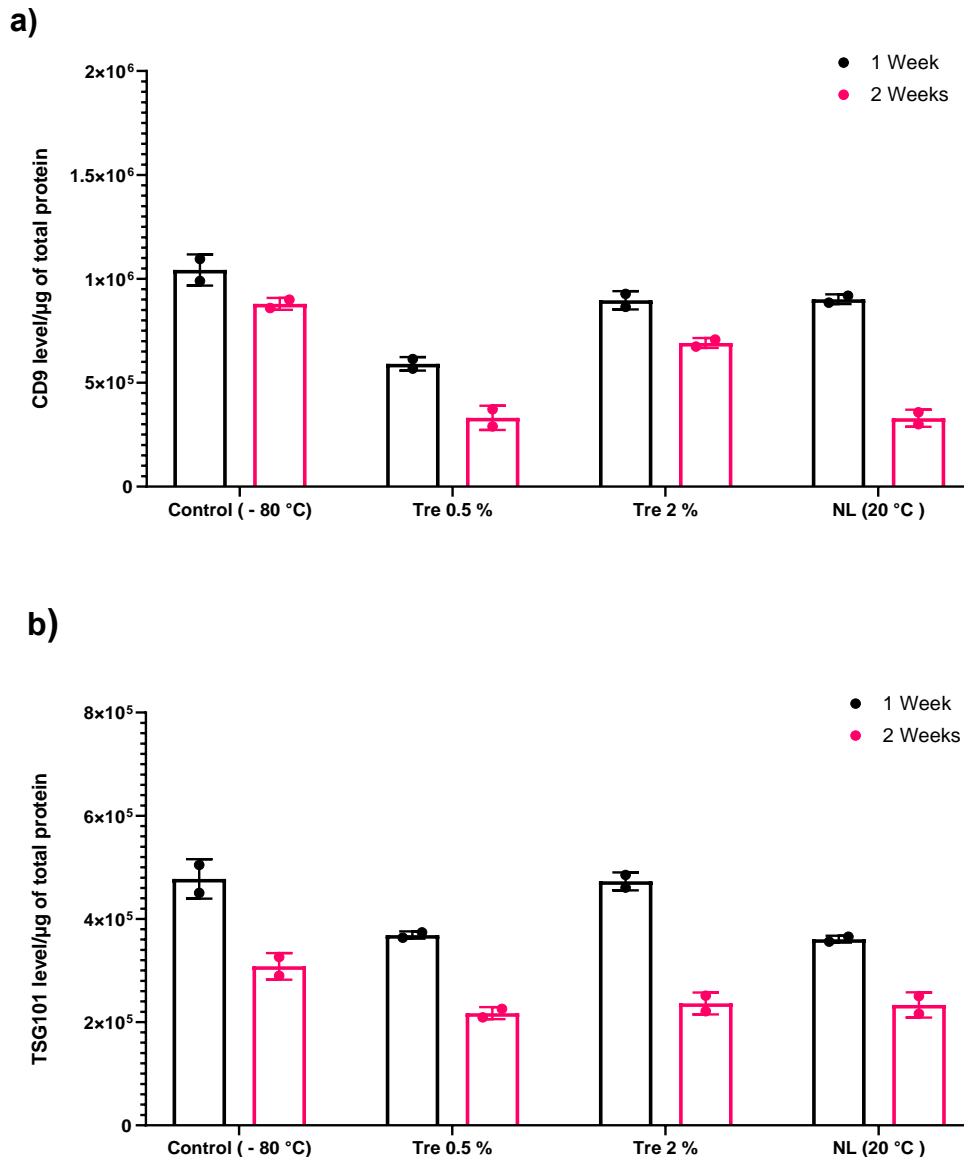 a)
1 Week
2 Weeks
2×10⁶
1.5×10⁶
1×10⁶
5×10⁵
0
CD9 level/µg of total protein
Control ( - 80 °C)
Tre 0.5 %
Tre 2 %
NL (20 °C )
b)
1 Week
2 Weeks
8×10⁵
6×10⁵
4×10⁵
2×10⁵
0
TSG101 level/µg of total protein
Control ( - 80 °C)
Tre 0.5 %
Tre 2 %
NL (20 °C )